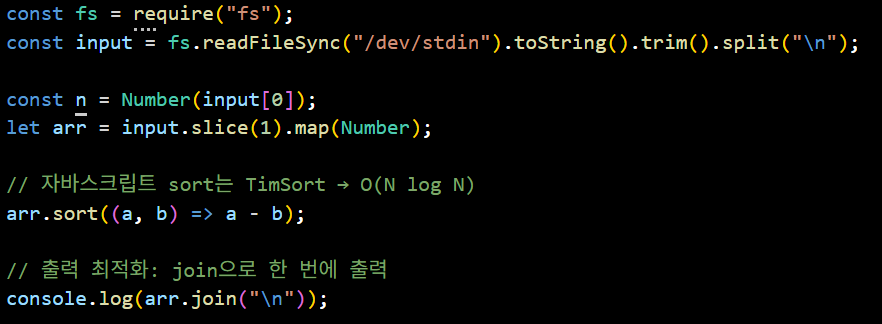 const fs = require("fs");
const input = fs.readFileSync("/dev/stdin").toString().trim().split("\n");
const n = Number(input[0]);
let arr = input.slice(1).map(Number);
// 자바스크립트 sort는 TimSort → O(N log N)
arr.sort((a, b) => a - b);
// 출력 최적화: join으로 한 번에 출력
console.log(arr.join("\n"));